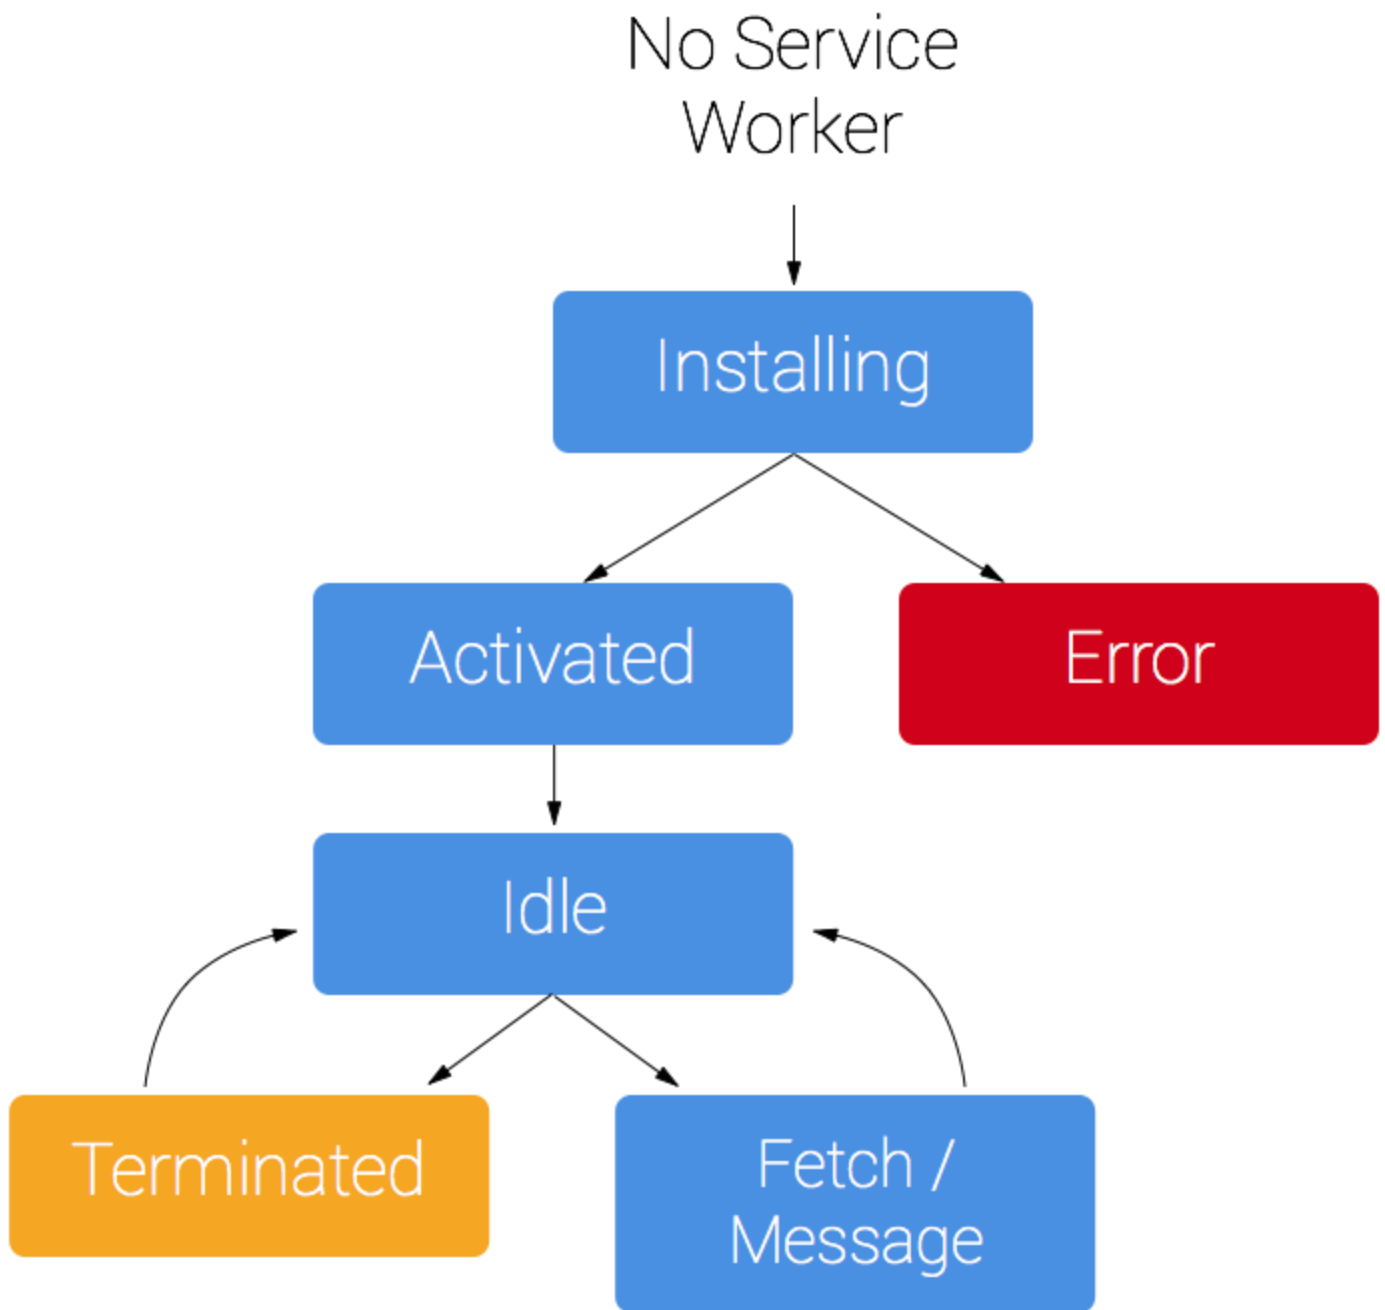 No Service
Worker
Installing
Activated
Error
Idle
Terminated
Fetch /
Message